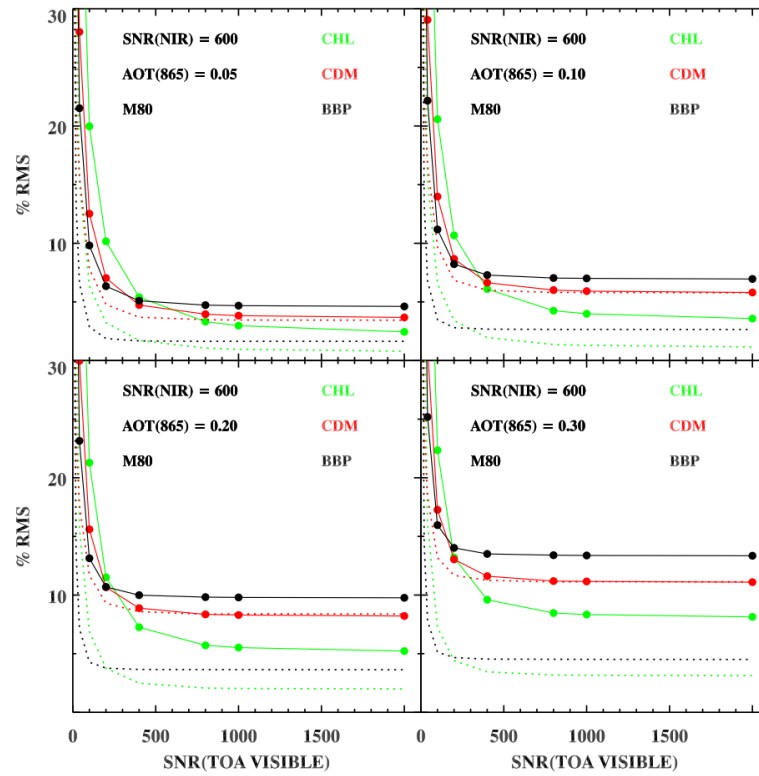 30
20
10
% RMS
SNR(NIR) = 600 CHL
AOT(865) = 0.05 CDM
M80 BBP
SNR(NIR) = 600 CHL
AOT(865) = 0.10 CDM
M80 BBP
30
20
10
% RMS
SNR(NIR) = 600 CHL
AOT(865) = 0.20 CDM
M80 BBP
SNR(NIR) = 600 CHL
AOT(865) = 0.30 CDM
M80 BBP
0 500 1000 1500
SNR(TOA VISIBLE)
0 500 1000 1500
SNR(TOA VISIBLE)